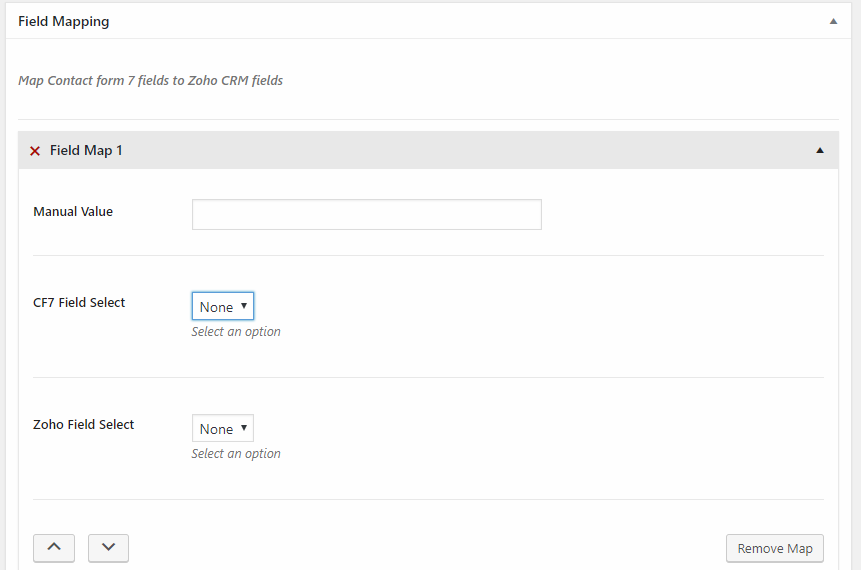 Field Mapping
Map Contact form 7 fields to Zoho CRM fields
Field Map 1
Manual Value
CF7 Field Select
None
Select an option
Zoho Field Select
None
Select an option
Remove Map